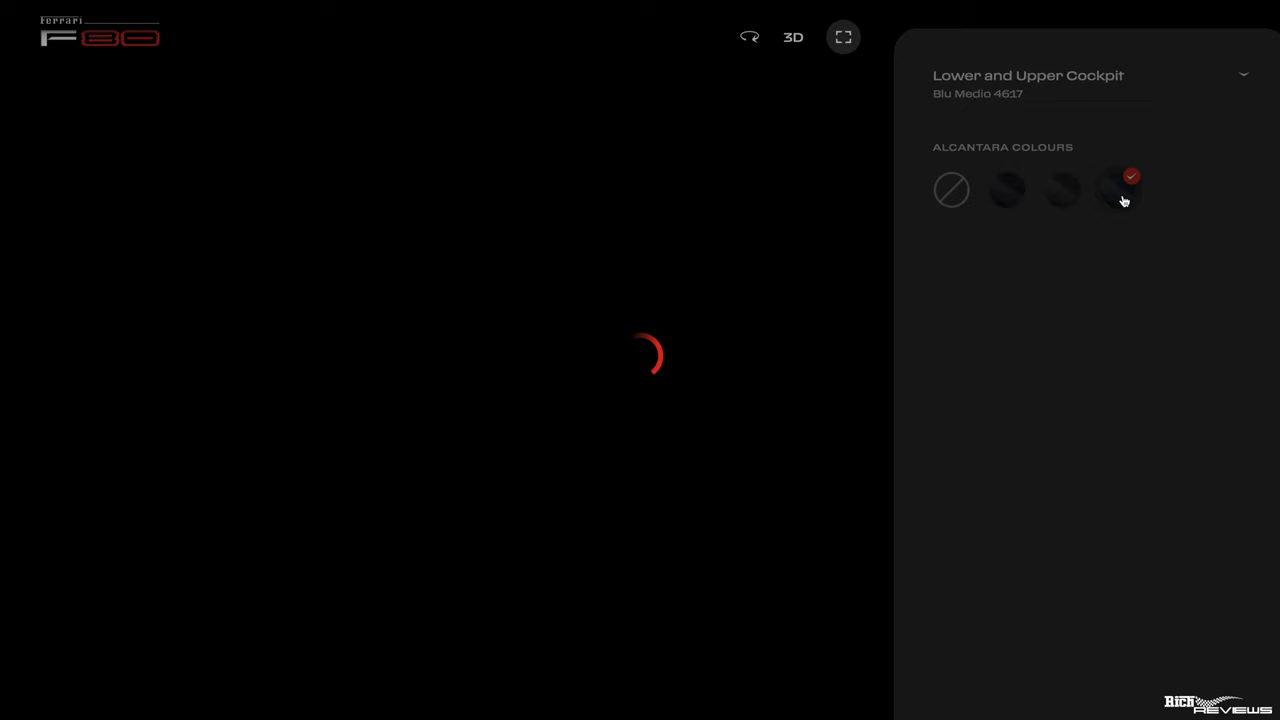 Ferrari
F80
3D
Lower and Upper Cockpit
Blu Medio 4617
ALCANTARA COLOURS
Rich
REVIEWS